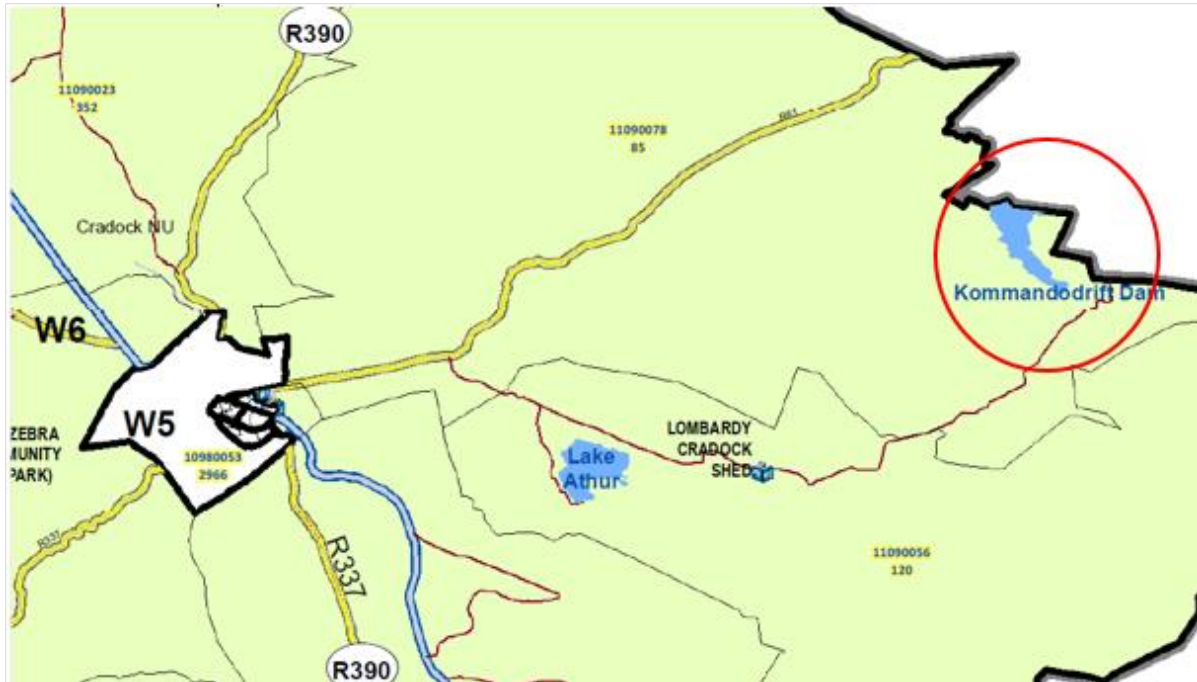 R390
11090023
352
11090078
85
R61
Cradock NU
Kommandodrift Dam
W6
W5
ZEBRA
MUNITY
PARK)
10980053
2966
LOMBARDY
CRADOCK
SHED
Lake
Athur
R337
R337
11090056
120
R390